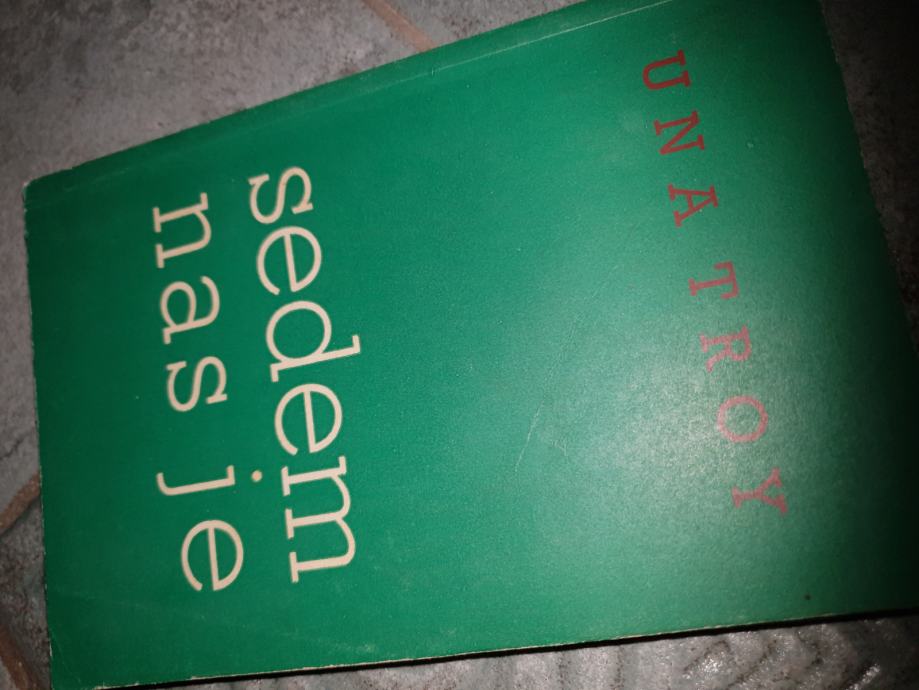 UNA TROY
sedem
nas je